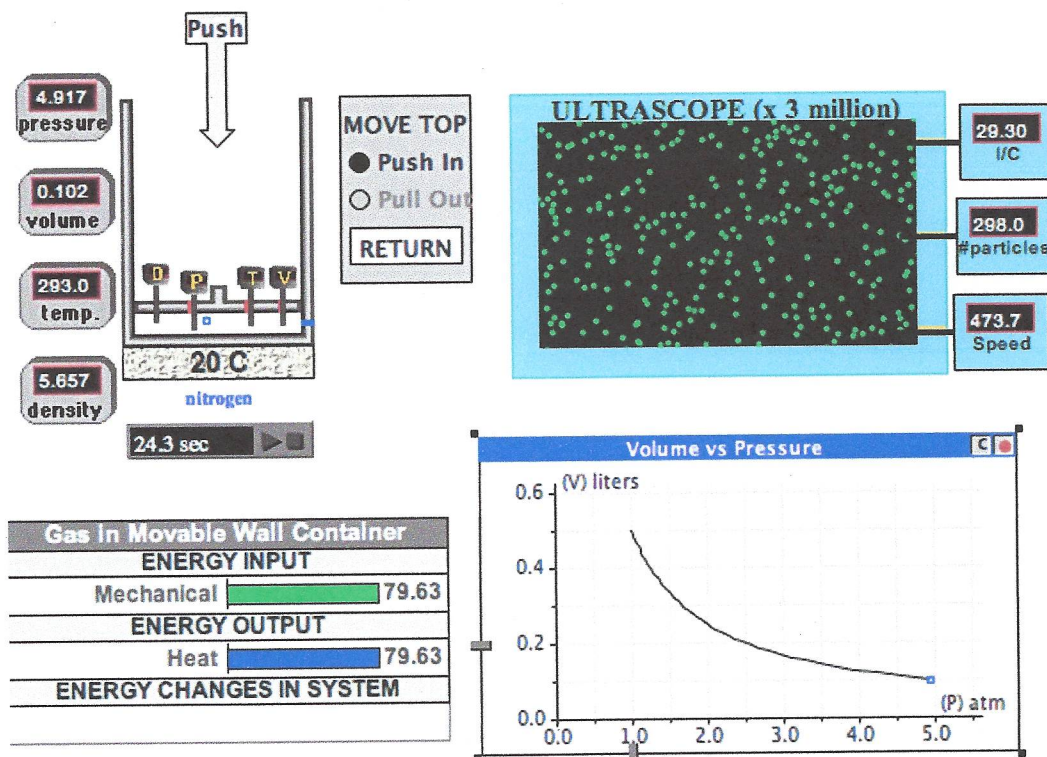 Push
4.917
pressure
0.102
volume
293.0
temp.
5.657
density
D P T V
20 C
nitrogen
24.3 sec
MOVE TOP
Push In
Pull Out
RETURN
ULTRASCOPE (x 3 million)
29.30
I/C
298.0
#particles
473.7
Speed
Gas In Movable Wall Container
ENERGY INPUT
Mechanical 79.63
ENERGY OUTPUT
Heat 79.63
ENERGY CHANGES IN SYSTEM
Volume vs Pressure
C
(V) liters
0.6
0.4
0.2
0.0
(P) atm
0.0 1.0 2.0 3.0 4.0 5.0